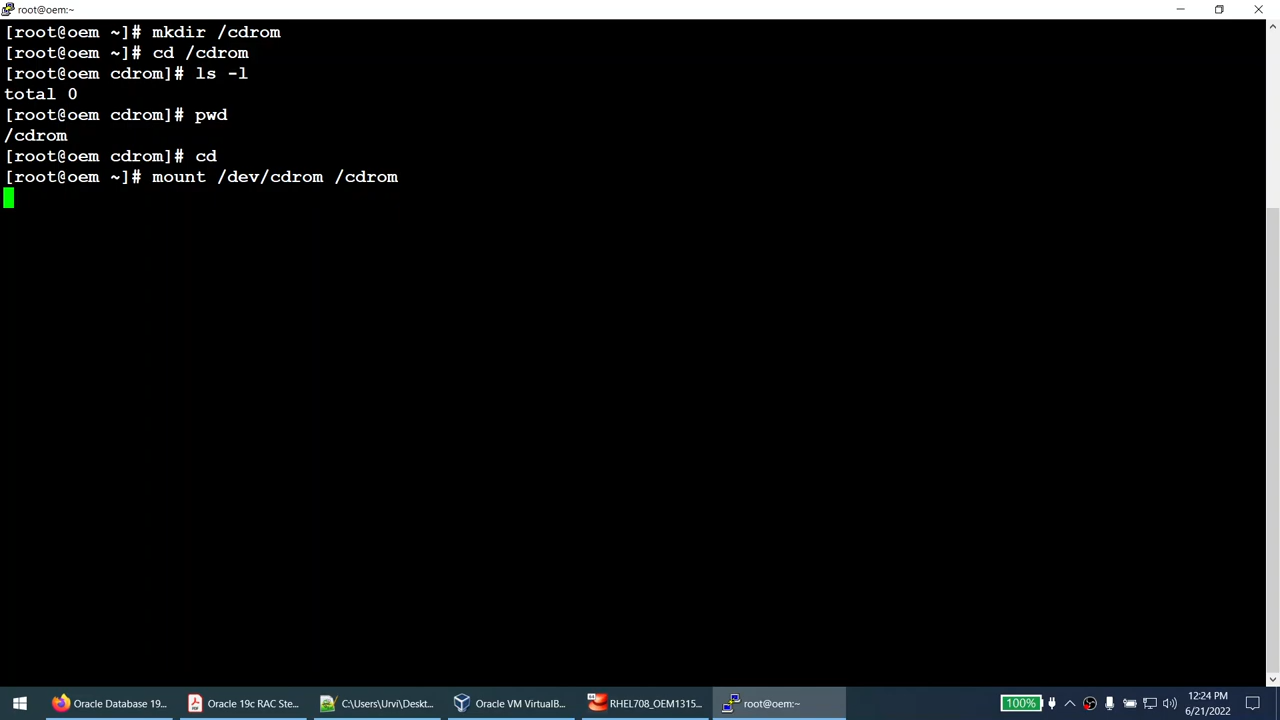 root@oem:~
[root@oem ~]# mkdir /cdrom
[root@oem ~]# cd /cdrom
[root@oem cdrom]# ls -l
total 0
[root@oem cdrom]# pwd
/cdrom
[root@oem cdrom]# cd
[root@oem ~]# mount /dev/cdrom /cdrom
Oracle Database 19...
Oracle 19c RAC Ste...
C:\Users\Urvi\Deskt...
Oracle VM VirtualB...
RHEL708_OEM1315...
root@oem:~
100%
12:24 PM
6/21/2022